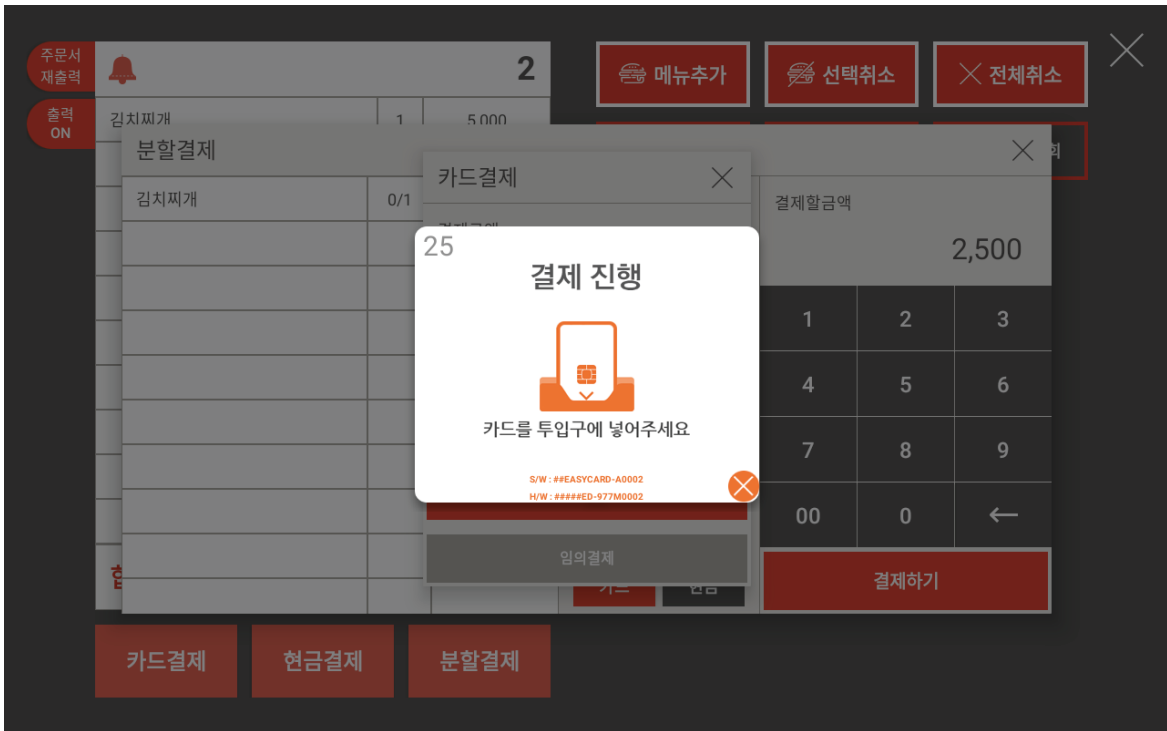 주문서
재출력
2
메뉴추가
선택취소
전체취소
출력
ON
김치찌개 1 5,000
분할결제
카드결제
김치찌개 0/1
결제할금액
2,500
25
결제 진행
카드를 투입구에 넣어주세요
S/W : ##EASYCARD-A0002
H/W : #####ED-977M0002
1 2 3
4 5 6
7 8 9
00 0
임의결제
결제하기
카드결제
현금결제
분할결제